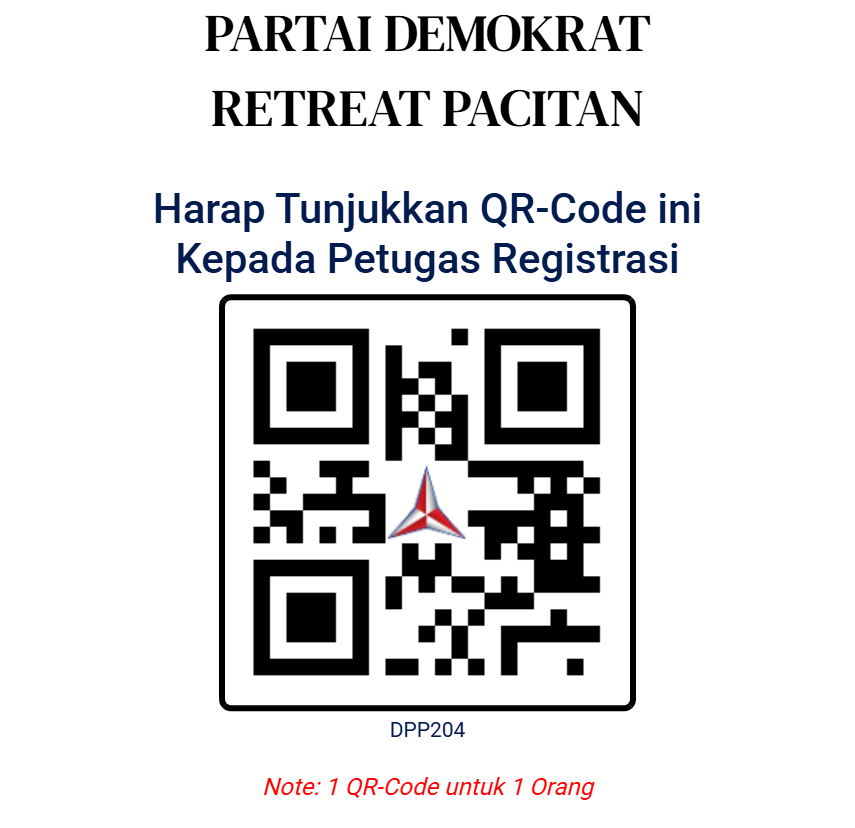 PARTAI DEMOKRAT
RETREAT PACITAN
Harap Tunjukkan QR-Code ini
Kepada Petugas Registrasi
DPP204
Note: 1 QR-Code untuk 1 Orang